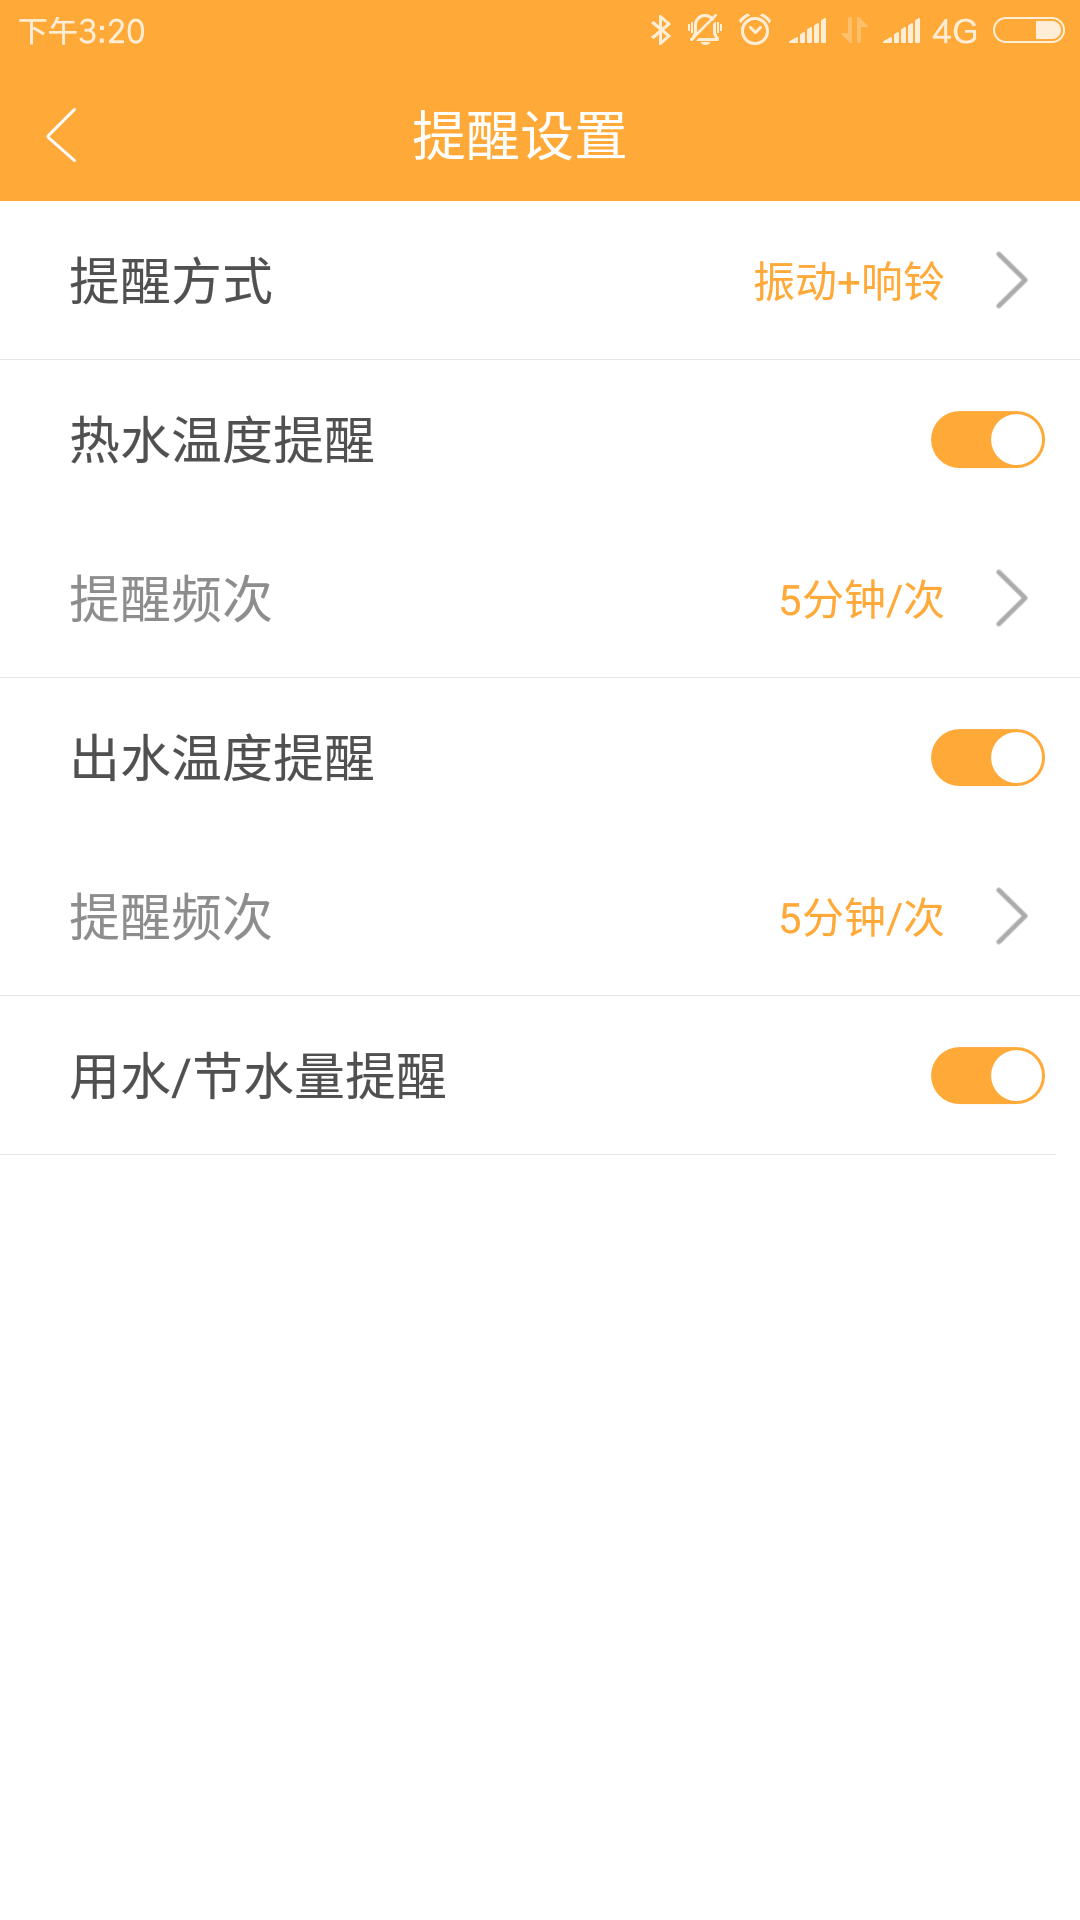 下午3:20 4G
提醒设置
提醒方式 振动+响铃
热水温度提醒
提醒频次 5分钟/次
出水温度提醒
提醒频次 5分钟/次
用水/节水量提醒